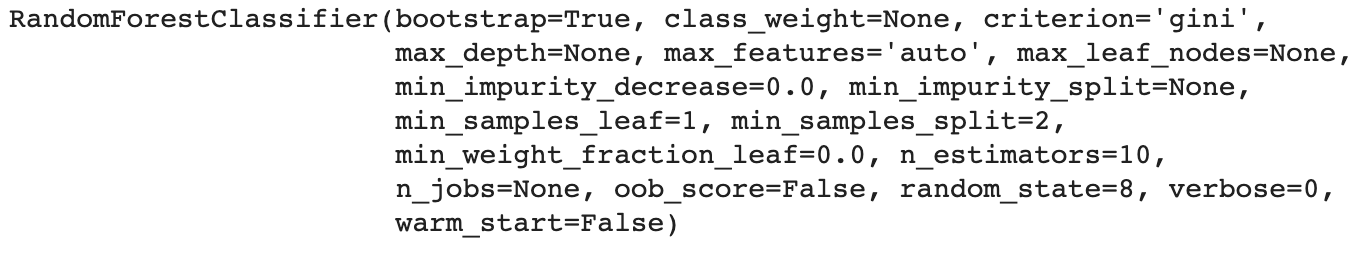 RandomForestClassifier(bootstrap=True, class_weight=None, criterion='gini',
max_depth=None, max_features='auto', max_leaf_nodes=None,
min_impurity_decrease=0.0, min_impurity_split=None,
min_samples_leaf=1, min_samples_split=2,
min_weight_fraction_leaf=0.0, n_estimators=10,
n_jobs=None, oob_score=False, random_state=8, verbose=0,
warm_start=False)